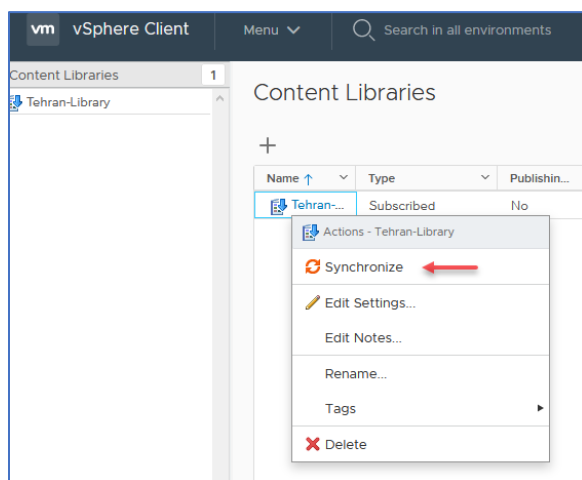 vm vSphere Client Menu Search in all environments
Content Libraries 1
Tehran-Library
Content Libraries
+
Name ↑ Type Publishin...
Tehran-... Subscribed No
Actions - Tehran-Library
Synchronize
Edit Settings...
Edit Notes...
Rename...
Tags
Delete